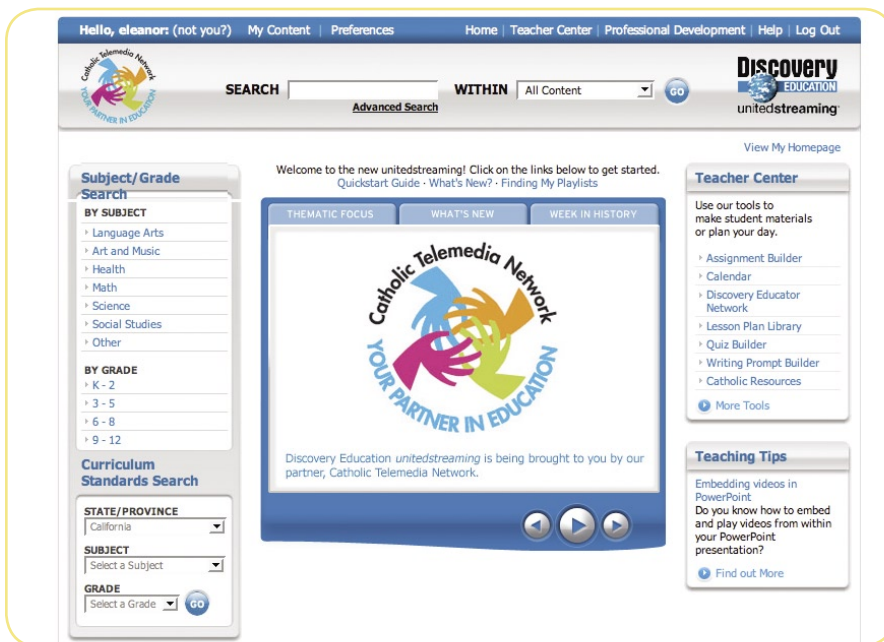 Hello, eleanor: (not you?) My Content | Preferences Home | Teacher Center | Professional Development | Help | Log Out
Catholic Telemedia Network
YOUR PARTNER IN EDUCATION
SEARCH WITHIN All Content GO
Advanced Search
DISCOVERY
EDUCATION
unitedstreaming
View My Homepage
Subject/Grade
Search
BY SUBJECT
Language Arts
Art and Music
Health
Math
Science
Social Studies
Other
BY GRADE
K - 2
3 - 5
6 - 8
9 - 12
Curriculum
Standards Search
STATE/PROVINCE
California
SUBJECT
Select a Subject
GRADE
Select a Grade GO
Welcome to the new unitedstreaming! Click on the links below to get started.
Quickstart Guide · What's New? · Finding My Playlists
THEMATIC FOCUS WHAT'S NEW WEEK IN HISTORY
Catholic Telemedia Network
YOUR PARTNER IN EDUCATION
Discovery Education unitedstreaming is being brought to you by our
partner, Catholic Telemedia Network.
Teacher Center
Use our tools to
make student materials
or plan your day.
Assignment Builder
Calendar
Discovery Educator
Network
Lesson Plan Library
Quiz Builder
Writing Prompt Builder
Catholic Resources
More Tools
Teaching Tips
Embedding videos in
PowerPoint
Do you know how to embed
and play videos from within
your PowerPoint
presentation?
Find out More